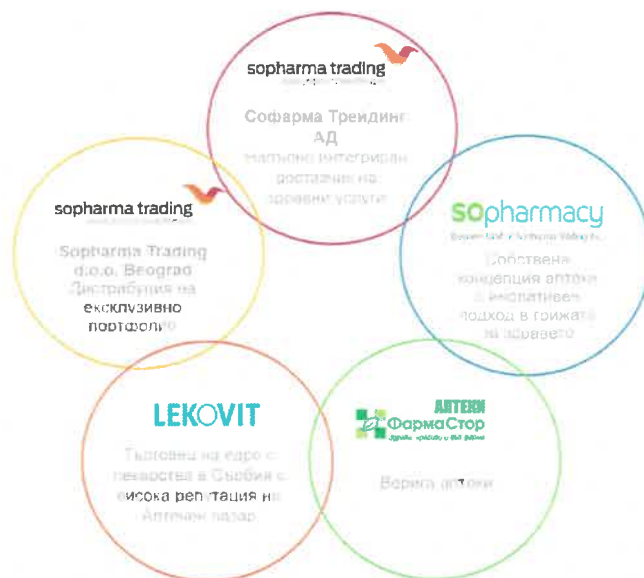 sopharma trading
Софарма Трейдинг
АД
Напълно интегриран
доставчик на
здравни услуги
sopharma trading
Sopharma Trading
d.o.o. Beograd
Дистрибуция на
ексклузивно
портфолио
SOpharmacy
Собствена
концепция аптеки
с иновативен
подход в грижата
за здравето
LEKOVIT
Търговец на едро с
лекарства в Сърбия с
висока репутация на
Аптечен пазар
АПТЕКИ
ФармаСтор
Верига аптеки